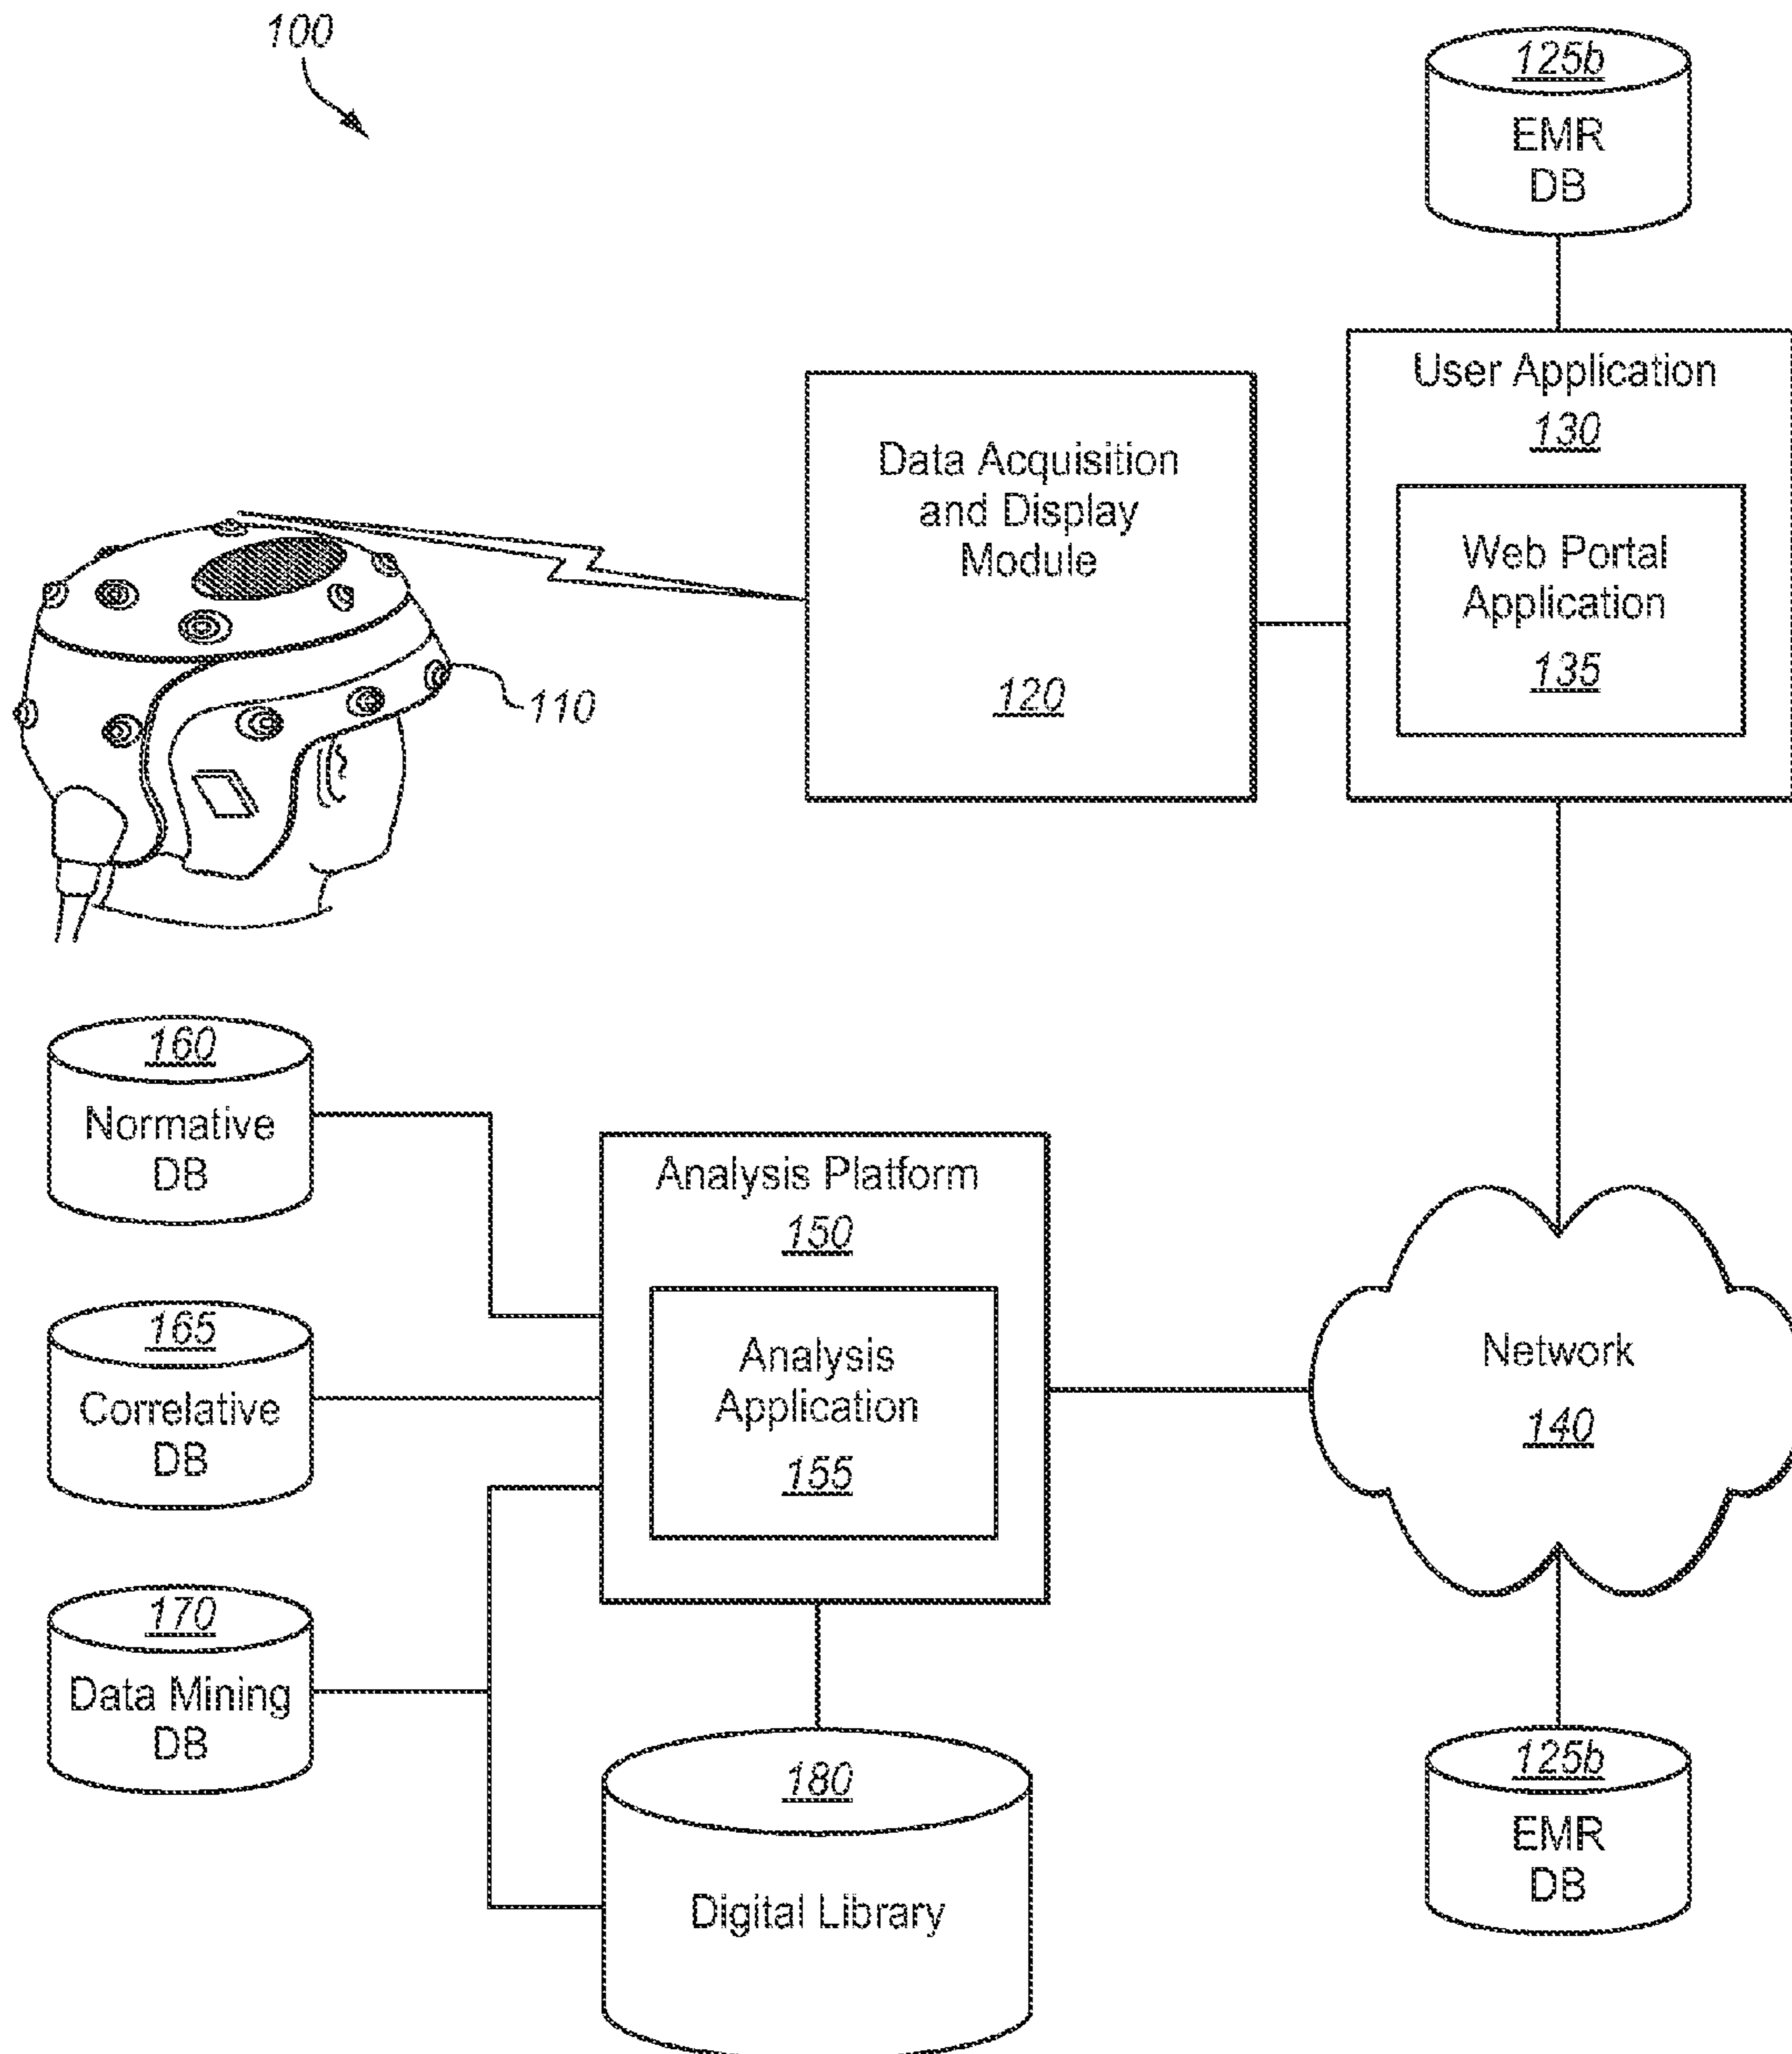 100
125b
EMR
DB
User Application
130
Data Acquisition
and Display
Module
120
Web Portal
Application
135
110
160
Normative
DB
Analysis Platform
150
165
Correlative
DB
Analysis
Application
155
Network
140
170
Data Mining
DB
180
Digital Library
125b
EMR
DB